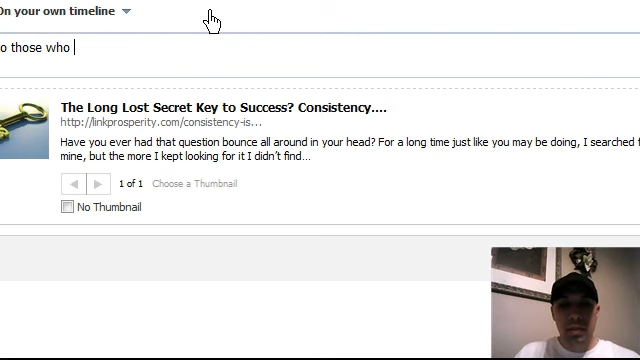 On your own timeline
o those who
The Long Lost Secret Key to Success? Consistency....
http://linkprosperity.com/consistency-is...
Have you ever had that question bounce all around in your head? For a long time just like you may be doing, I searched f
mine, but the more I kept looking for it I didn't find...
1 of 1 Choose a Thumbnail
No Thumbnail